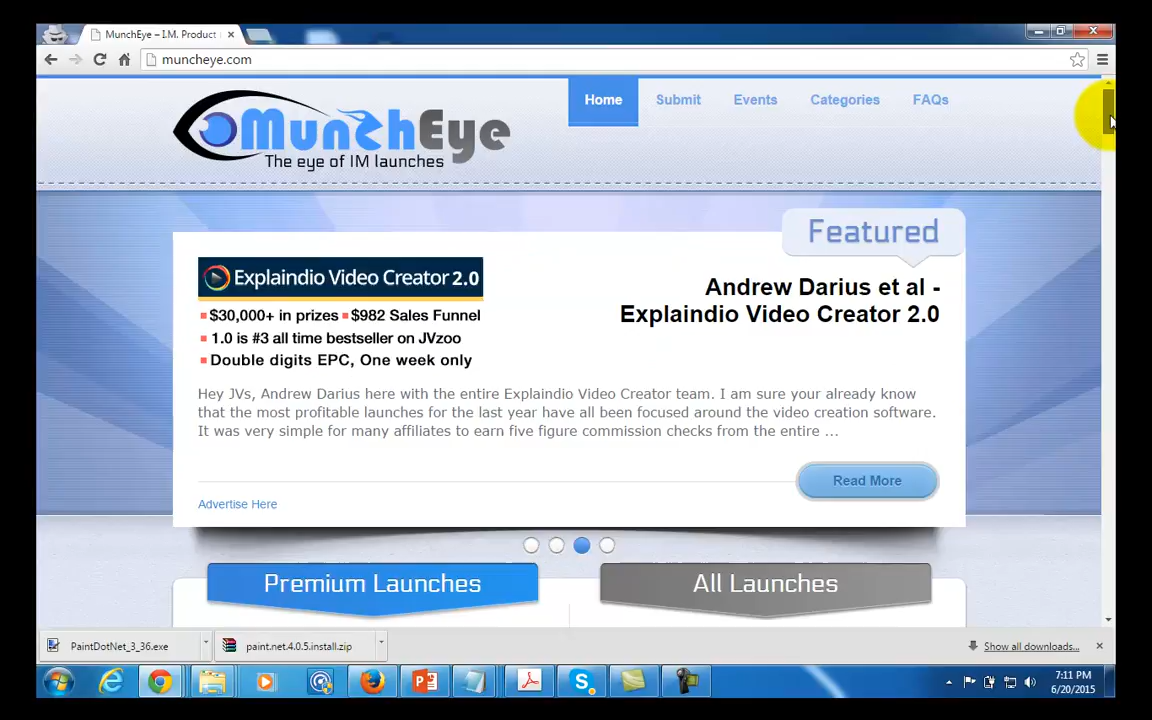 MunchEye – I.M. Product
muncheye.com
Home Submit Events Categories FAQs
MunchEye
The eye of IM launches
Featured
Explaindio Video Creator 2.0
$30,000+ in prizes $982 Sales Funnel
1.0 is #3 all time bestseller on JVzoo
Double digits EPC, One week only
Andrew Darius et al -
Explaindio Video Creator 2.0
Hey JVs, Andrew Darius here with the entire Explaindio Video Creator team. I am sure your already know
that the most profitable launches for the last year have all been focused around the video creation software.
It was very simple for many affiliates to earn five figure commission checks from the entire ...
Read More
Advertise Here
Premium Launches All Launches
PaintDotNet_3_36.exe paint.net.4.0.5.install.zip Show all downloads...
7:11 PM
6/20/2015